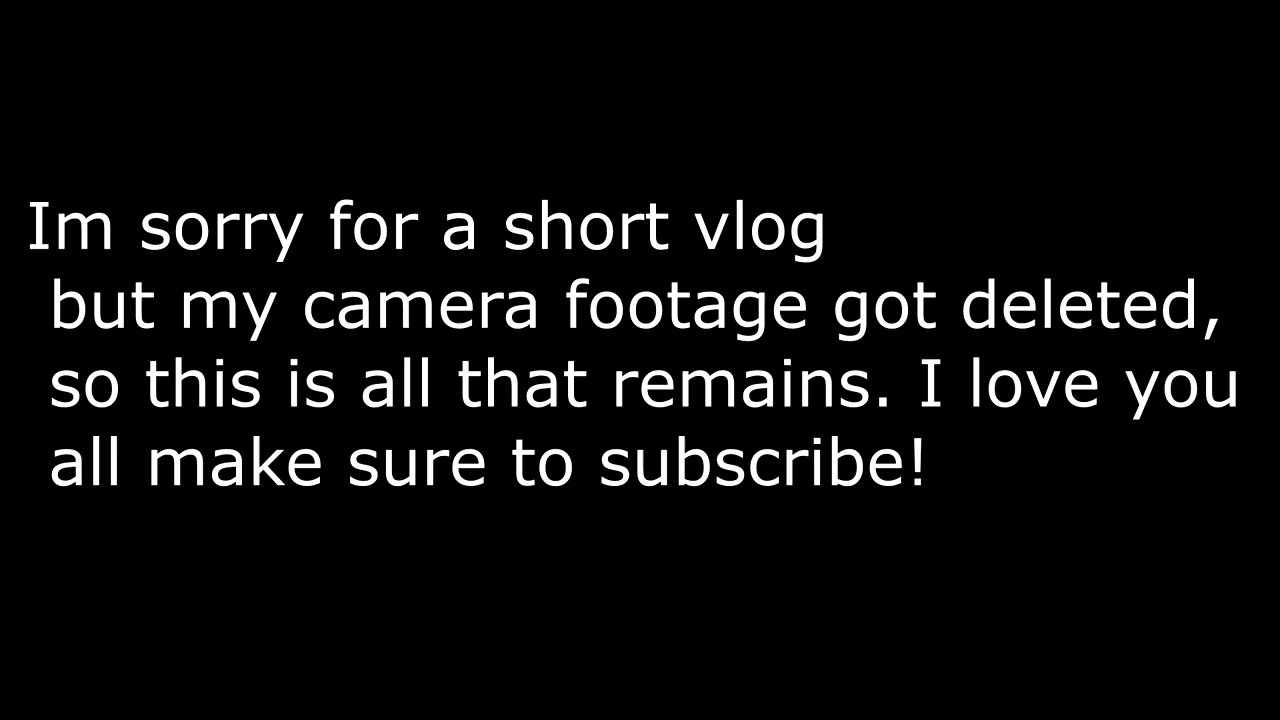 Im sorry for a short vlog
but my camera footage got deleted,
so this is all that remains. I love you
all make sure to subscribe!